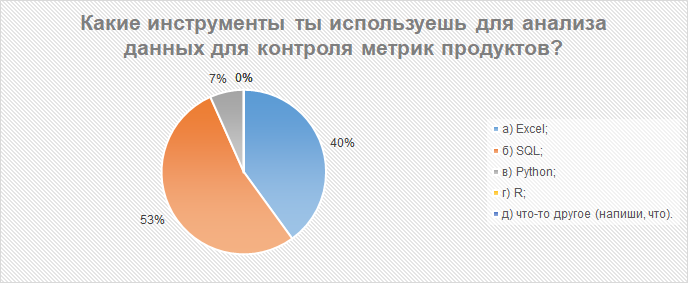 Какие инструменты ты используешь для анализа
данных для контроля метрик продуктов?
7%
0%
40%
53%
а) Excel;
б) SQL;
в) Python;
г) R;
д) что-то другое (напиши, что).